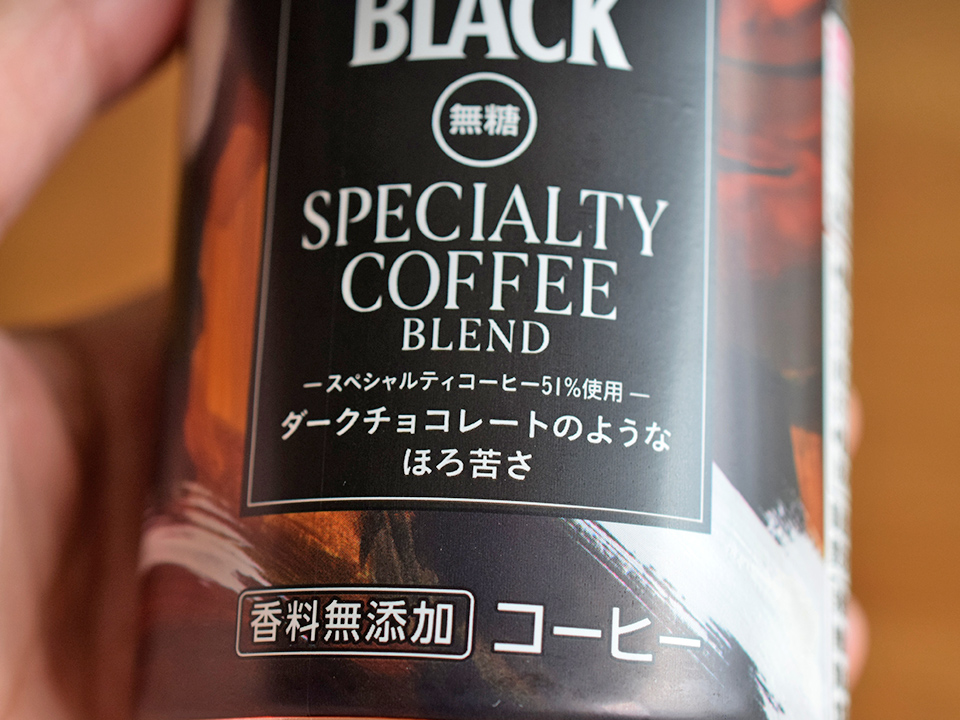 BLACK
無糖
SPECIALTY
COFFEE
BLEND
―スペシャルティコーヒー51%使用―
ダークチョコレートのような
ほろ苦さ
香料無添加 コーヒー